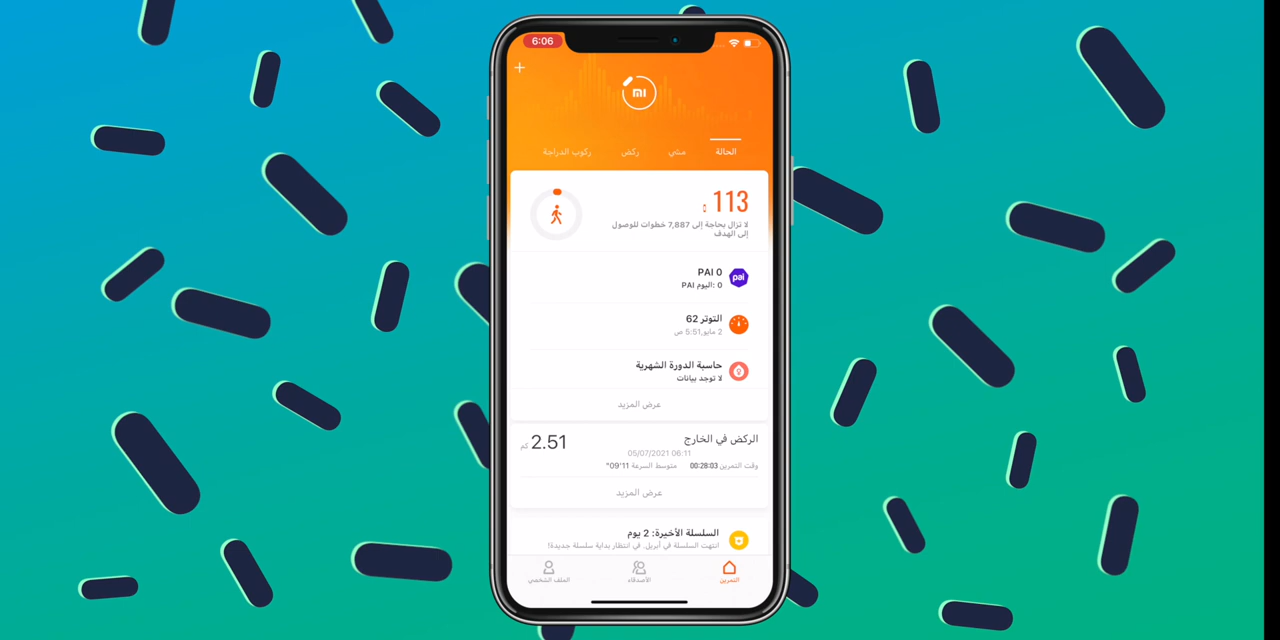 6:06
MI
الحالة مشي ركض ركوب الدراجة
113
لا تزال بحاجة إلى 7,887 خطوات للوصول
إلى الهدف
pai
PAI 0
PAI اليوم: 0
التوتر 62
2 مايو,5:51 ص
حاسبة الدورة الشهرية
لا توجد بيانات
عرض المزيد
الركض في الخارج
2.51 كم
05/07/2021 06:11
وقت التمرين 00:28:03 متوسط السرعة 11'09"
عرض المزيد
السلسلة الأخيرة: 2 يوم
انتهت السلسلة في أبريل. في انتظار بداية سلسلة جديدة!
التمرين الأصدقاء الملف الشخصي